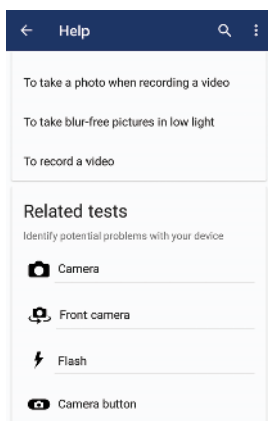 Help
To take a photo when recording a video
To take blur-free pictures in low light
To record a video
Related tests
Identify potential problems with your device
Camera
Front camera
Flash
Camera button